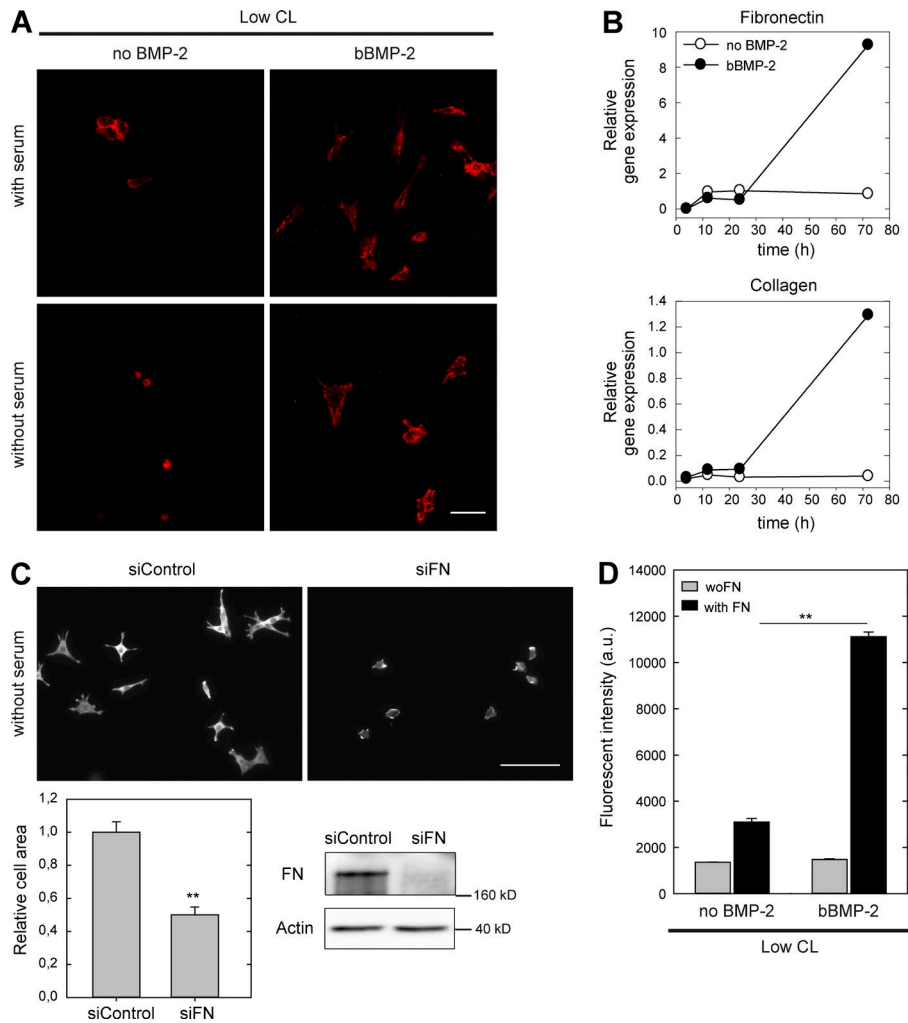 A
Low CL
no BMP-2
bBMP-2
with serum
without serum
B
Fibronectin
no BMP-2
bBMP-2
Relative
gene expression
10
8
6
4
2
0
0 10 20 30 40 50 60 70 80
time (h)
Collagen
Relative
gene expression
1.4
1.2
1.0
0.8
0.6
0.4
0.2
0.0
0 10 20 30 40 50 60 70 80
time (h)
C
siControl
siFN
without serum
Relative cell area
1,2
1,0
0,8
0,6
0,4
0,2
0,0
**
siControl
siFN
siControl
siFN
FN
160 kD
Actin
40 kD
D
woFN
with FN
**
Fluorescent intensity (a.u.)
14000
12000
10000
8000
6000
4000
2000
0
no BMP-2
bBMP-2
Low CL